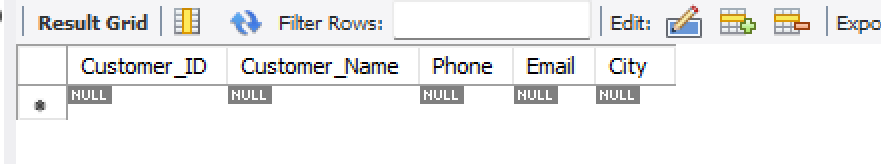 Result Grid Filter Rows: Edit: Expo
Customer_ID Customer_Name Phone Email City
NULL NULL NULL NULL NULL